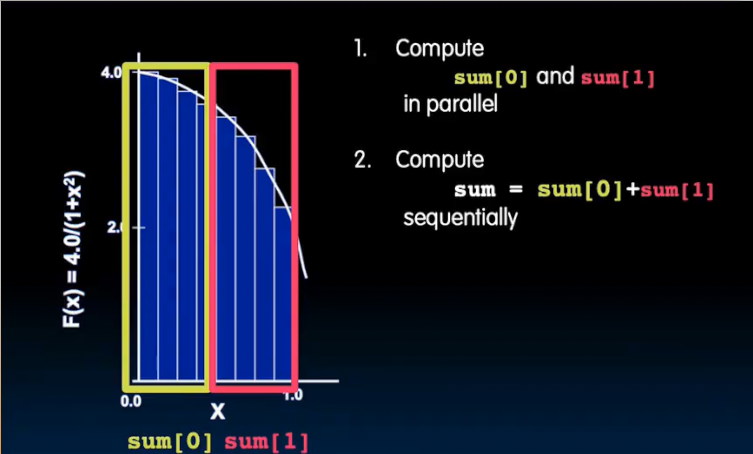 4.0
2.0
F(x) = 4.0/(1+x²)
0.0
1.0
X
sum[0] sum[1]
1. Compute
sum[0] and sum[1]
in parallel
2. Compute
sum = sum[0]+sum[1]
sequentially